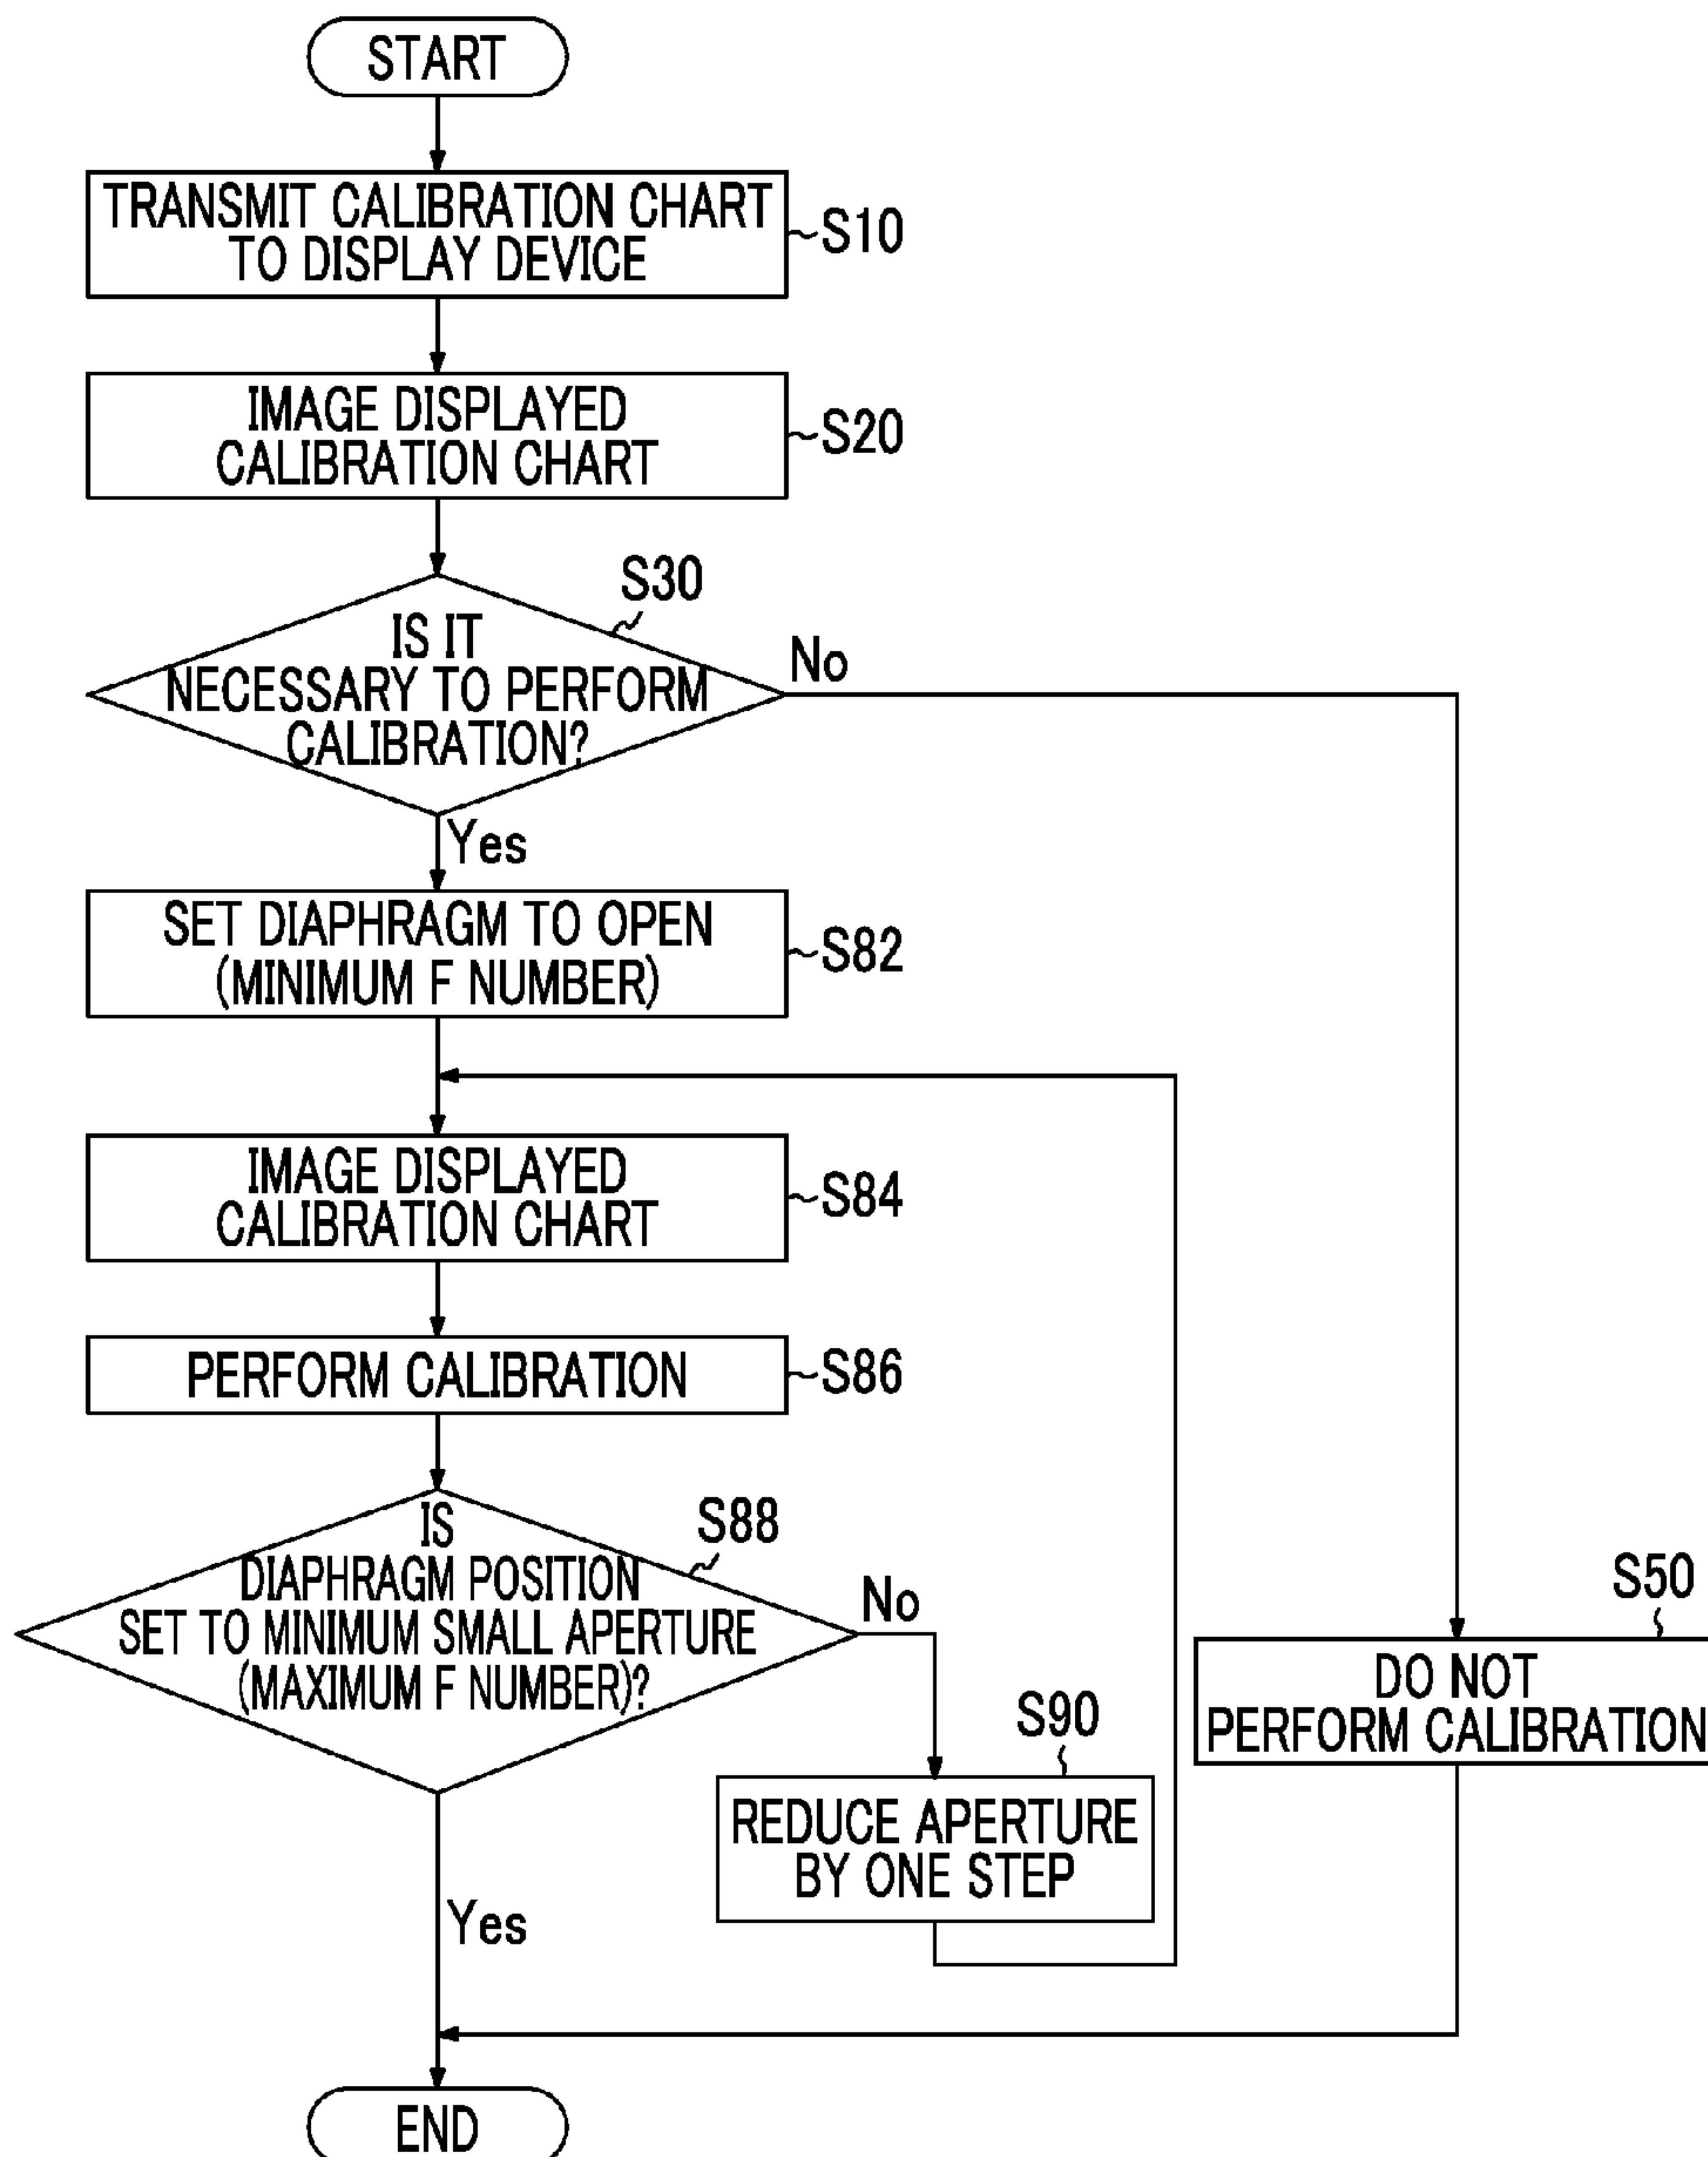 START
TRANSMIT CALIBRATION CHART
TO DISPLAY DEVICE
S10
IMAGE DISPLAYED
CALIBRATION CHART
S20
S30
IS IT
NECESSARY TO PERFORM
CALIBRATION?
No
Yes
SET DIAPHRAGM TO OPEN
(MINIMUM F NUMBER)
S82
IMAGE DISPLAYED
CALIBRATION CHART
S84
PERFORM CALIBRATION
S86
S88
IS
DIAPHRAGM POSITION
SET TO MINIMUM SMALL APERTURE
(MAXIMUM F NUMBER)?
No
S90
REDUCE APERTURE
BY ONE STEP
S50
DO NOT
PERFORM CALIBRATION
Yes
END